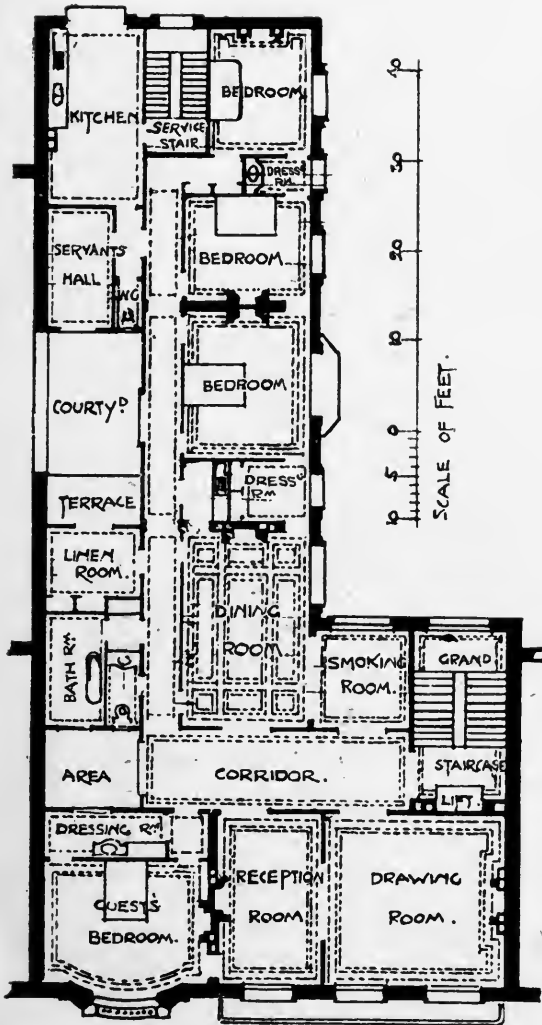 KITCHEN
SERVICE
STAIR
BEDROOM
DRESS.
RM.
SERVANTS
HALL
W.C
BEDROOM
BEDROOM
COURTYD
TERRACE
DRESSG
RM
LINEN
ROOM.
BATH RM.
DINING
ROOM
SMOKING
ROOM.
GRAND
STAIRCASE
LIFT
AREA
CORRIDOR.
DRESSING RM.
GUESTS
BEDROOM.
RECEPTION
ROOM
DRAWING
ROOM.
40
30
20
10
0
5
10
SCALE OF FEET.